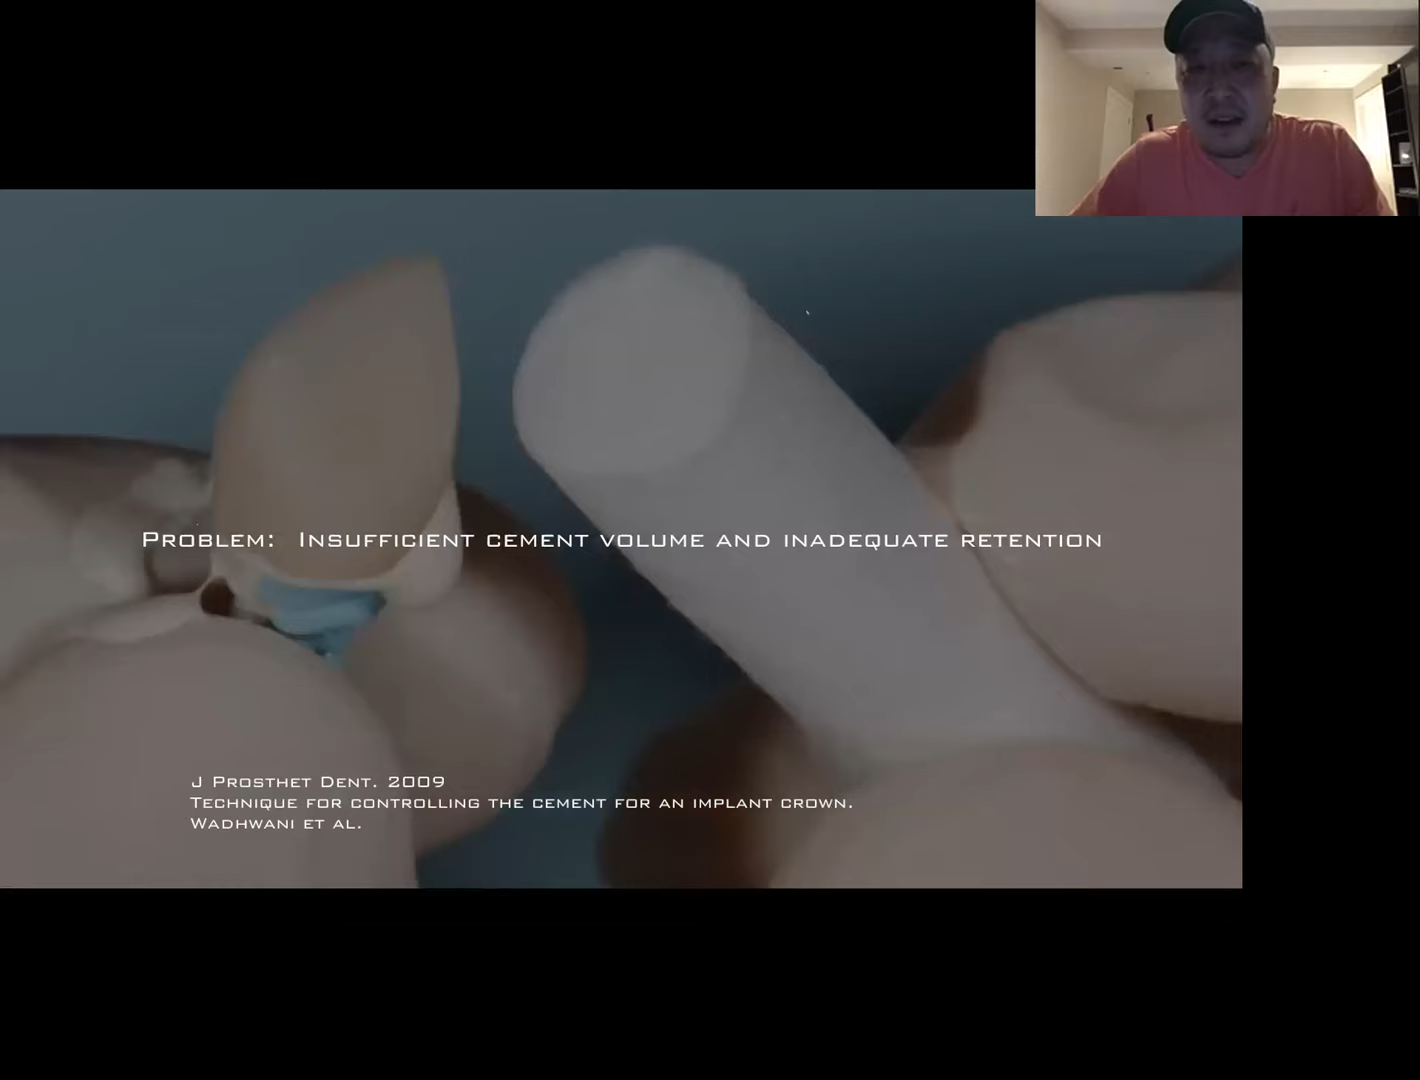 Problem: Insufficient cement volume and inadequate retention
J Prosthet Dent. 2009
Technique for controlling the cement for an implant crown.
Wadhwani et al.